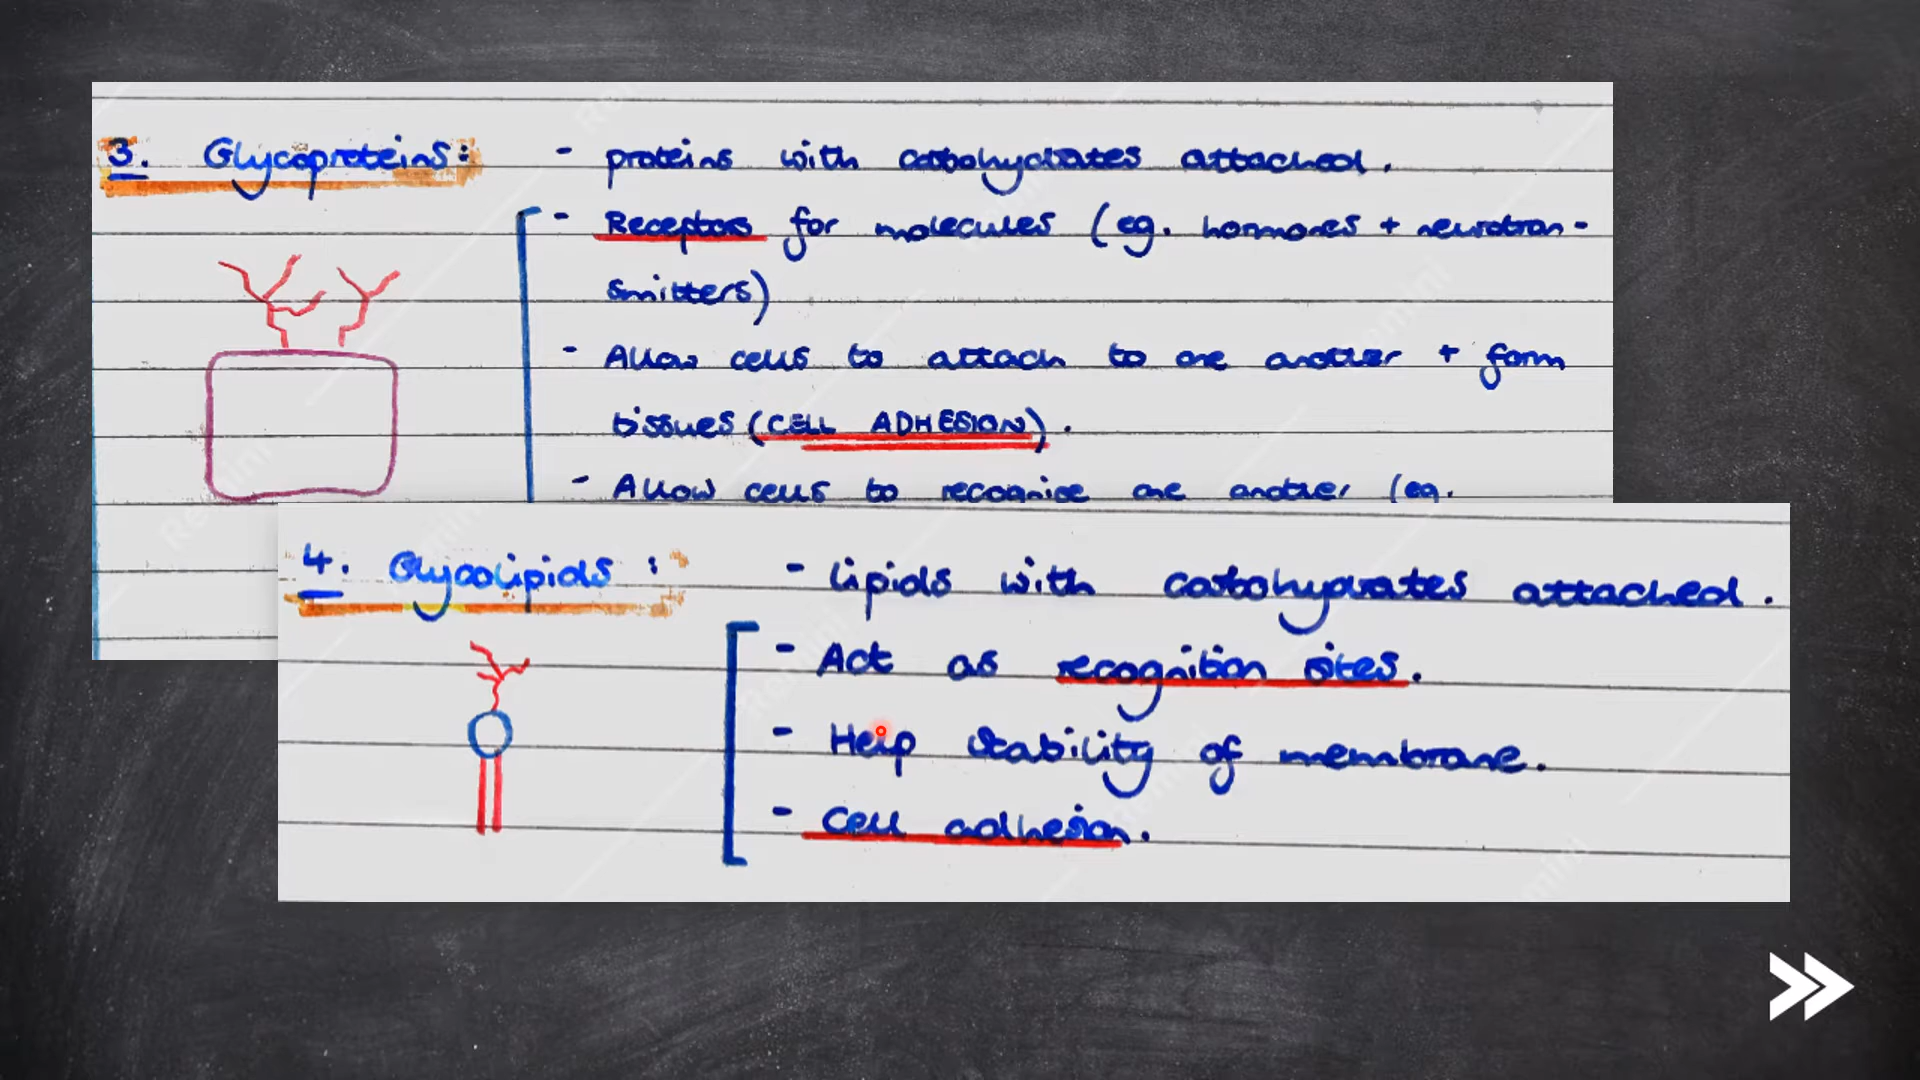 3. Glycoproteins: - proteins with carbohydrates attached.
- Receptors for molecules (eg. hormones + neurotran-
smitters)
- Allow cells to attach to one another + form
tissues (CELL ADHESION).
- Allow cells to recognise one another (eg.
4. Glycolipids : - Lipids with carbohydrates attached.
- Act as recognition sites.
- Help stability of membrane.
- Cell adhesion.